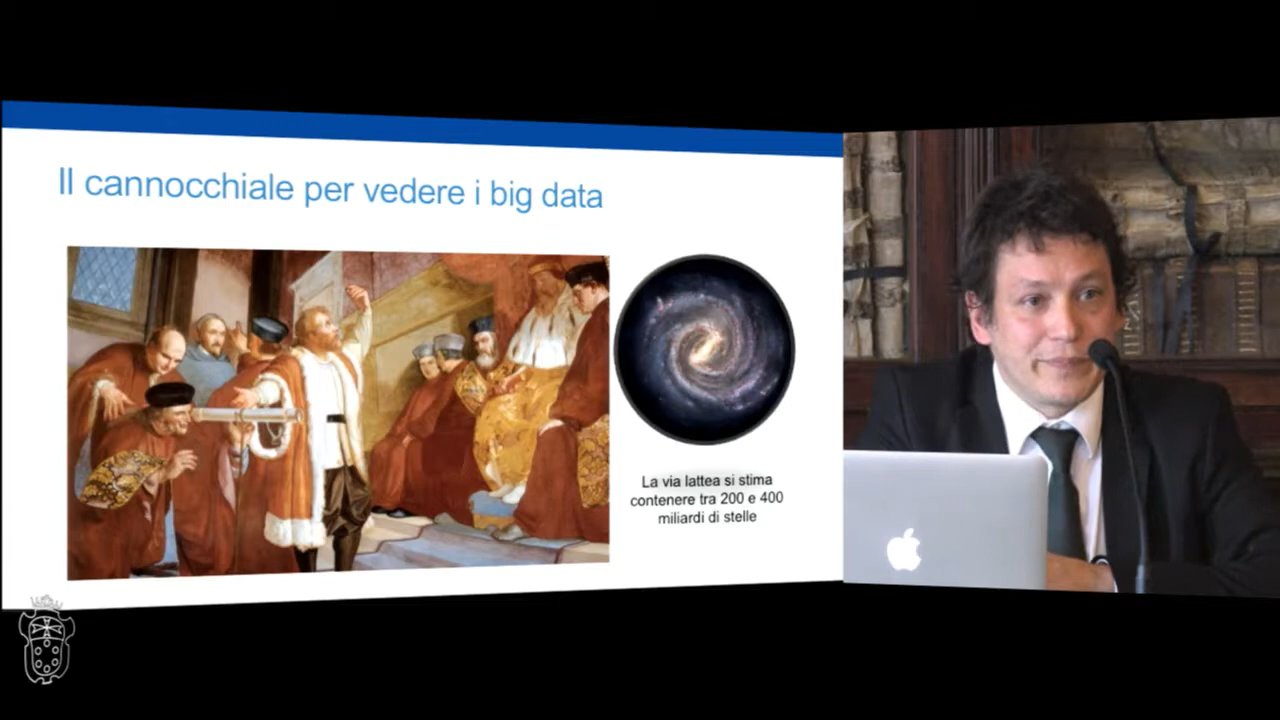 Il cannocchiale per vedere i big data
La via lattea si stima
contenere tra 200 e 400
miliardi di stelle